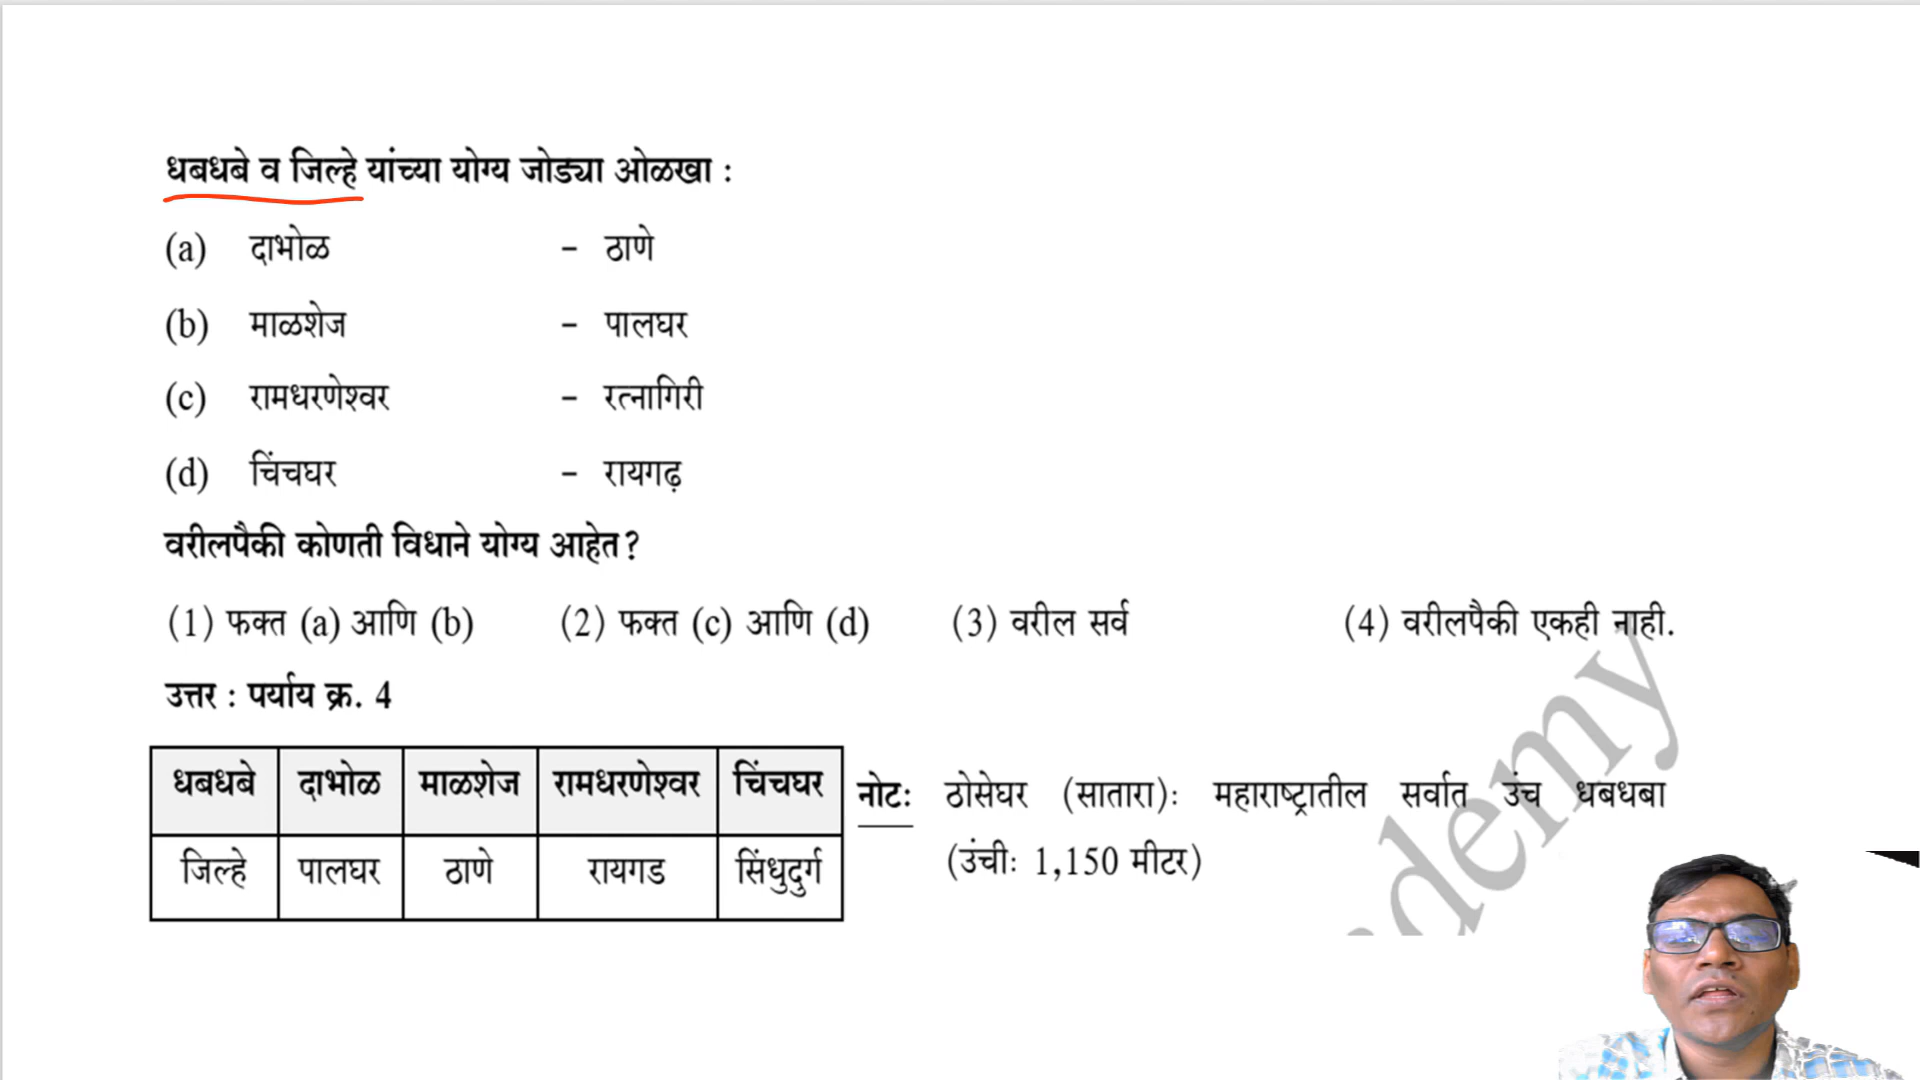 धबधबे व जिल्हे यांच्या योग्य जोड्या ओळखा :
(a) दाभोळ – ठाणे
(b) माळशेज – पालघर
(c) रामधरणेश्वर – रत्नागिरी
(d) चिंचघर – रायगढ़
वरीलपैकी कोणती विधाने योग्य आहेत?
(1) फक्त (a) आणि (b) (2) फक्त (c) आणि (d) (3) वरील सर्व (4) वरीलपैकी एकही नाही.
उत्तर : पर्याय क्र. 4
धबधबे दाभोळ माळशेज रामधरणेश्वर चिंचघर
जिल्हे पालघर ठाणे रायगड सिंधुदुर्ग
नोटः ठोसेघर (सातारा)ः महाराष्ट्रातील सर्वात उंच धबधबा
(उंचीः 1,150 मीटर)